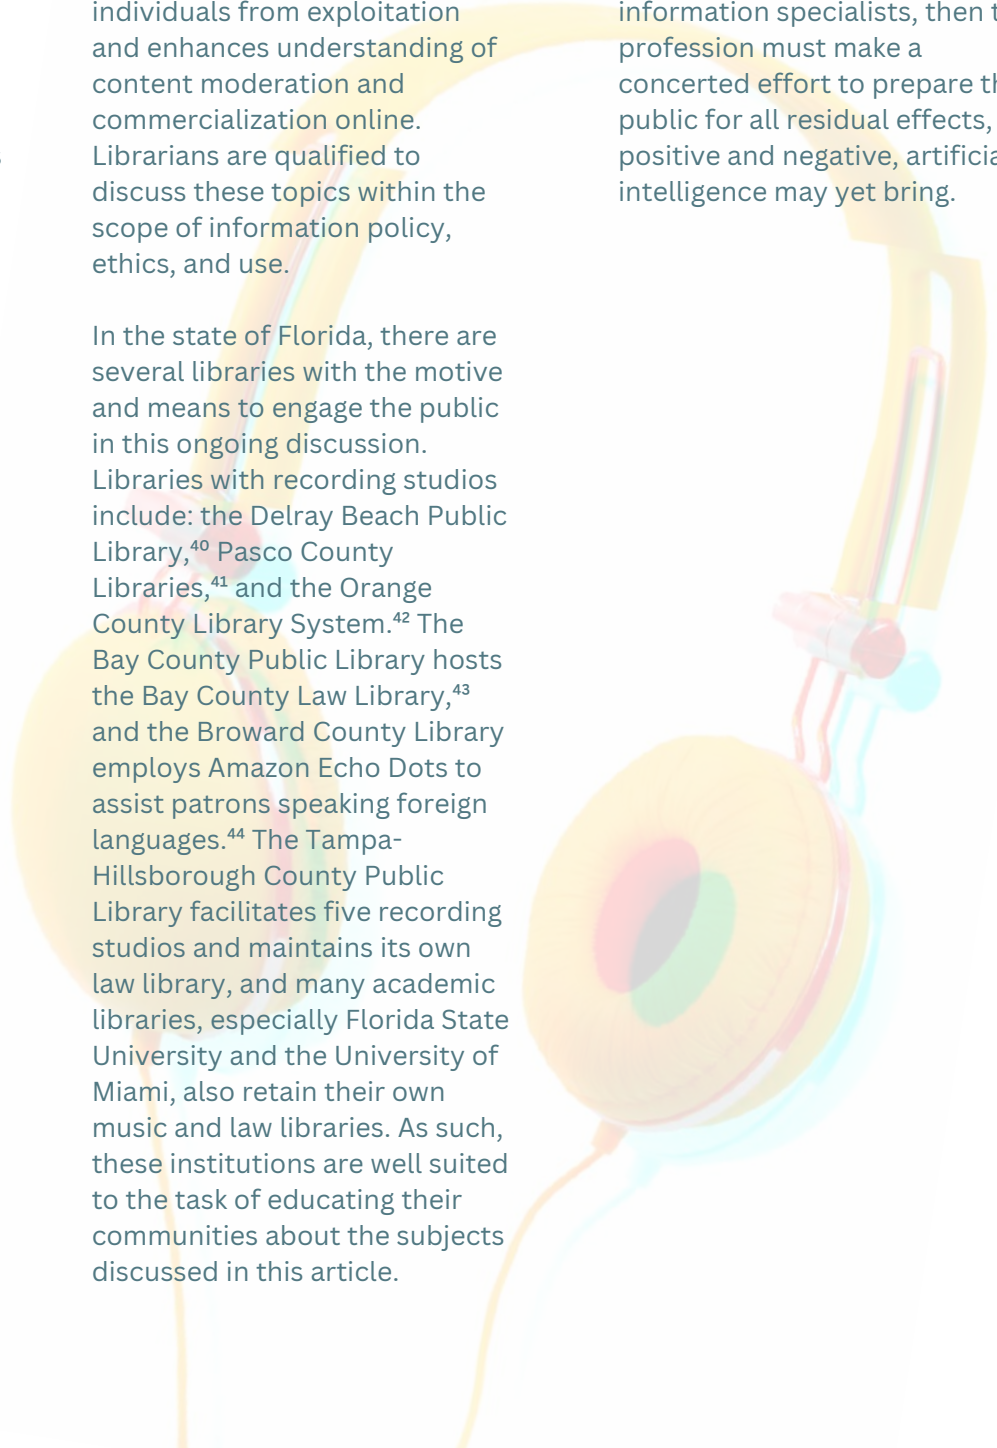 individuals from exploitation
and enhances understanding of
content moderation and
commercialization online.
Librarians are qualified to
discuss these topics within the
scope of information policy,
ethics, and use.
In the state of Florida, there are
several libraries with the motive
and means to engage the public
in this ongoing discussion.
Libraries with recording studios
include: the Delray Beach Public
Library,⁴⁰ Pasco County
Libraries,⁴¹ and the Orange
County Library System.⁴² The
Bay County Public Library hosts
the Bay County Law Library,⁴³
and the Broward County Library
employs Amazon Echo Dots to
assist patrons speaking foreign
languages.⁴⁴ The Tampa-
Hillsborough County Public
Library facilitates five recording
studios and maintains its own
law library, and many academic
libraries, especially Florida State
University and the University of
Miami, also retain their own
music and law libraries. As such,
these institutions are well suited
to the task of educating their
communities about the subjects
discussed in this article.
information specialists, then
profession must make a
concerted effort to prepare
public for all residual effects,
positive and negative,
intelligence may yet bring.